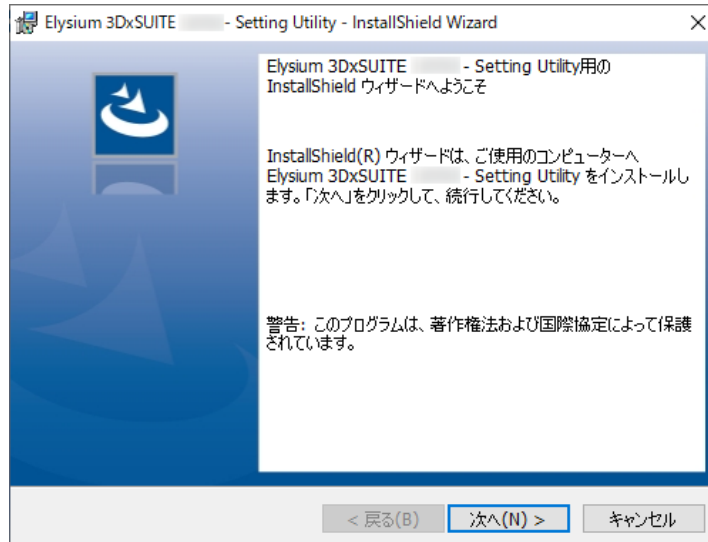 Elysium 3DxSUITE - Setting Utility - InstallShield Wizard
Elysium 3DxSUITE - Setting Utility用の
InstallShield ウィザードへようこそ
InstallShield(R) ウィザードは、ご使用のコンピューターへ
Elysium 3DxSUITE - Setting Utility をインストールし
ます。「次へ」をクリックして、続行してください。
警告: このプログラムは、著作権法および国際協定によって保護
されています。
< 戻る(B)
次へ(N) >
キャンセル